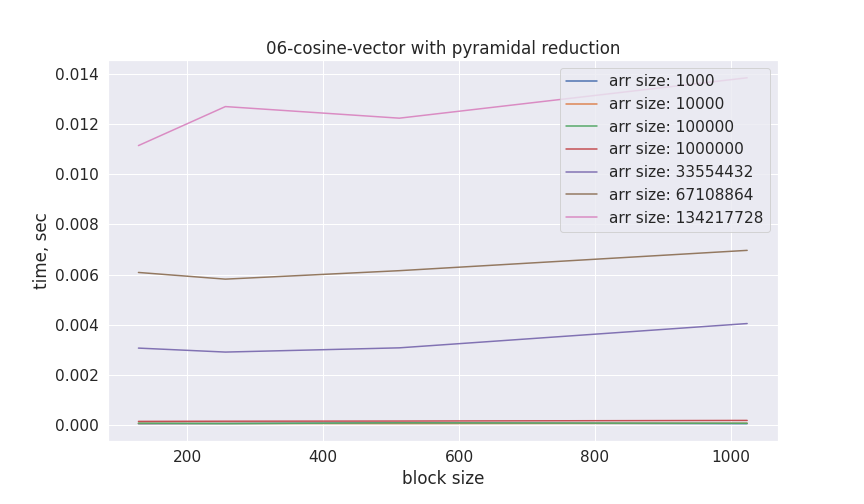 06-cosine-vector with pyramidal reduction
0.014
0.012
0.010
0.008
0.006
0.004
0.002
0.000
time, sec
arr size: 1000
arr size: 10000
arr size: 100000
arr size: 1000000
arr size: 33554432
arr size: 67108864
arr size: 134217728
200 400 600 800 1000
block size